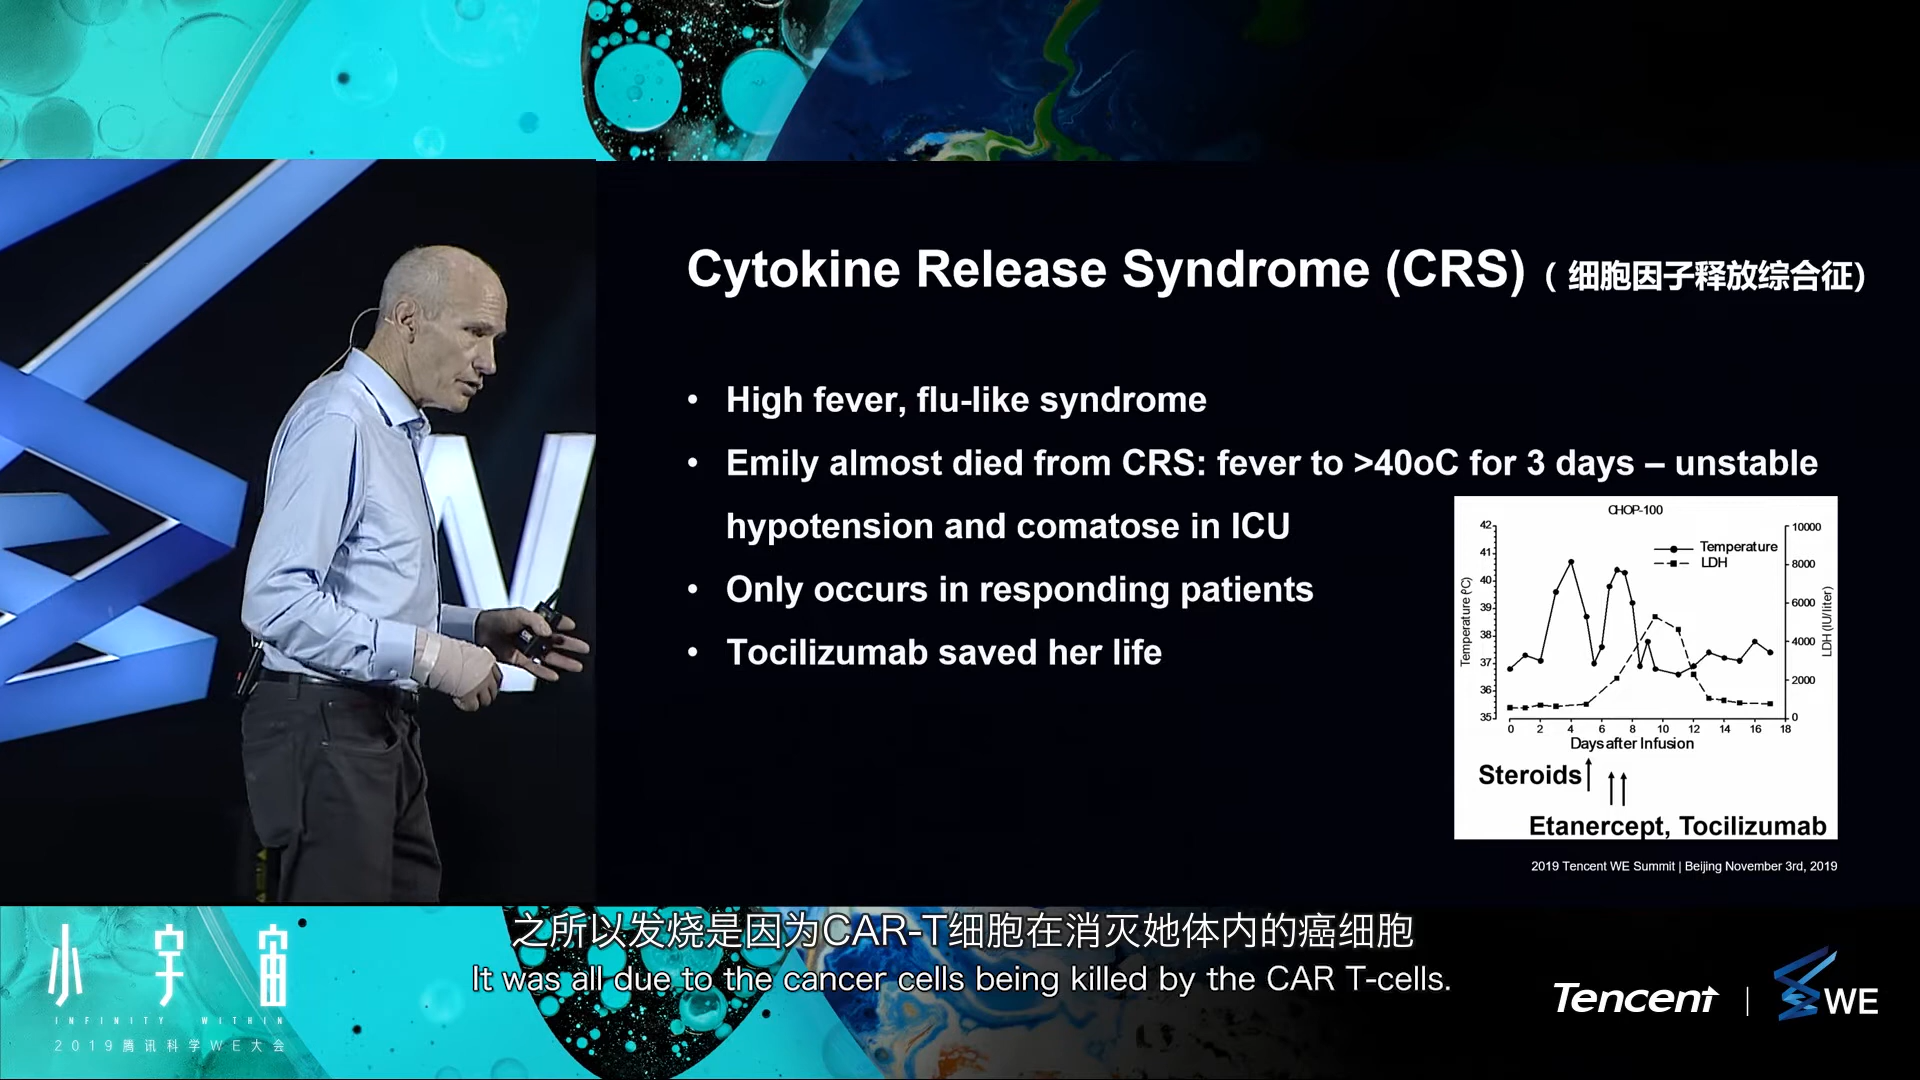 Cytokine Release Syndrome (CRS) ( 细胞因子释放综合征)
• High fever, flu-like syndrome
• Emily almost died from CRS: fever to >40oC for 3 days – unstable
hypotension and comatose in ICU
• Only occurs in responding patients
• Tocilizumab saved her life
CHOP-100
Temperature
LDH
42
41
40
39
38
37
36
35
Temperature (ºC)
10000
8000
6000
4000
2000
0
LDH (IU/liter)
0 2 4 6 8 10 12 14 16 18
Days after Infusion
Steroids
Etanercept, Tocilizumab
2019 Tencent WE Summit | Beijing November 3rd, 2019
W
之所以发烧是因为CAR-T细胞在消灭她体内的癌细胞
It was all due to the cancer cells being killed by the CAR T-cells.
小宇宙
INFINITY WITHIN
2019腾讯科学WE大会
Tencent | WE